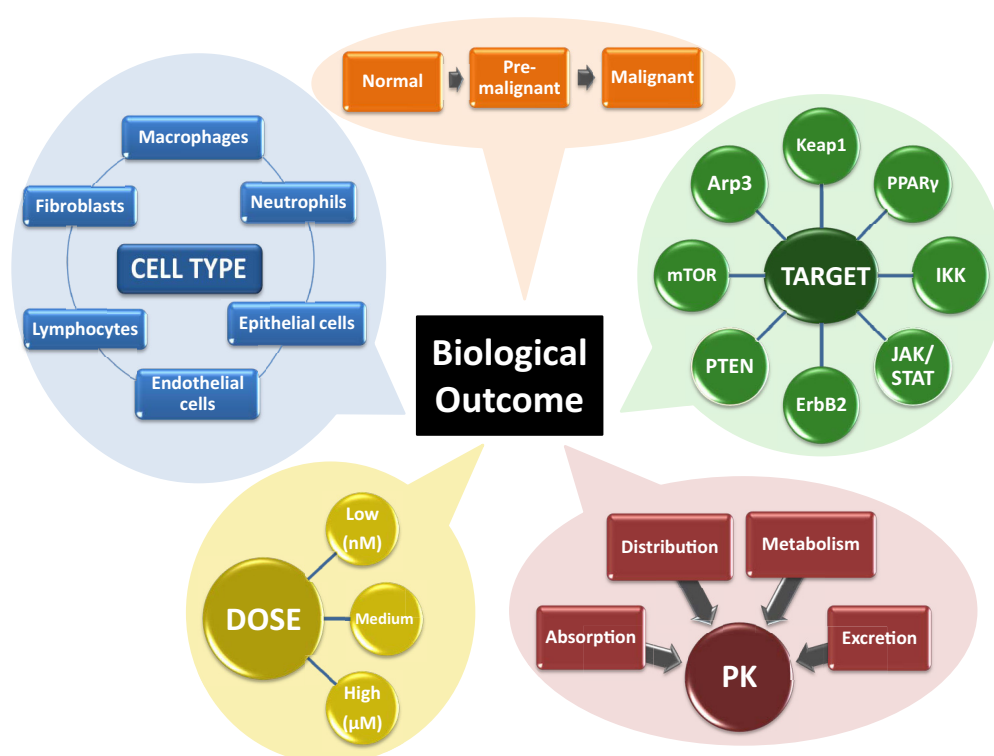 Normal
Pre-
malignant
Malignant
Macrophages
Fibroblasts
Neutrophils
CELL TYPE
Lymphocytes
Epithelial cells
Endothelial
cells
Keap1
Arp3
PPARγ
mTOR
TARGET
IKK
PTEN
JAK/
STAT
ErbB2
Biological
Outcome
Low
(nM)
DOSE
Medium
High
(μM)
Distribution
Metabolism
Absorption
Excretion
PK